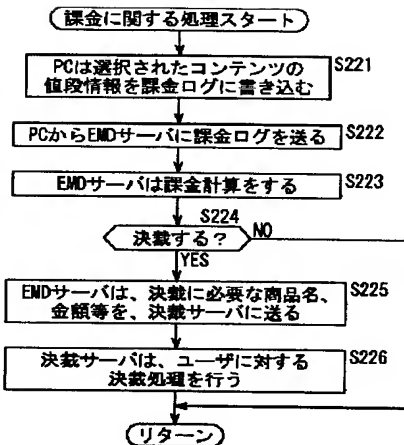 課金に関する処理スタート
PCは選択されたコンテンツの
値段情報を課金ログに書き込む
S221
PCからEMDサーバに課金ログを送る
S222
EMDサーバは課金計算をする
S223
S224
決裁する?
NO
YES
EMDサーバは、決裁に必要な商品名、
金額等を、決裁サーバに送る
S225
決裁サーバは、ユーザに対する
決裁処理を行う
S226
リターン